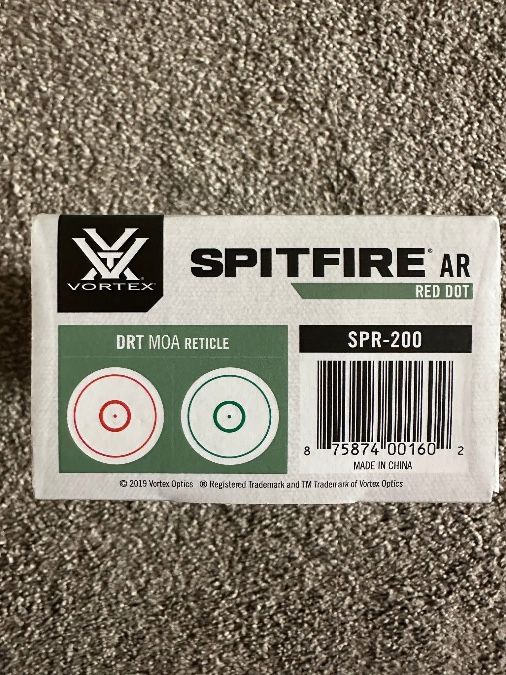 VORTEX
SPITFIRE® AR
RED DOT
DRT MOA RETICLE
SPR-200
8 75874 00160 2
MADE IN CHINA
© 2019 Vortex Optics ® Registered Trademark and TM Trademark of Vortex Optics